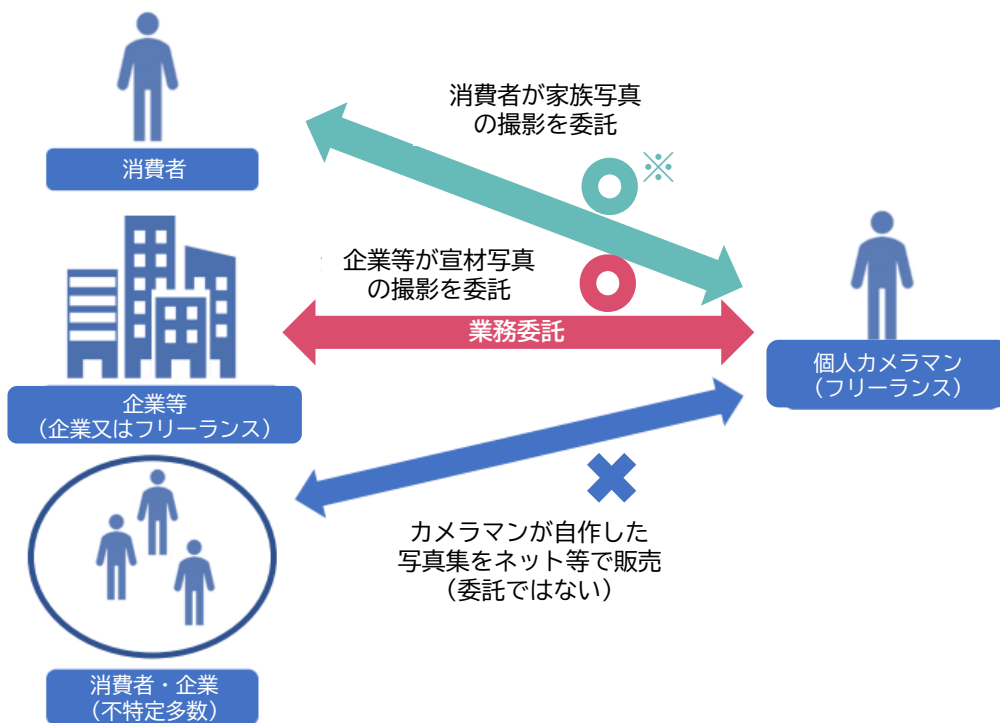 消費者が家族写真
の撮影を委託
※
消費者
企業等が宣材写真
の撮影を委託
業務委託
個人カメラマン
（フリーランス）
企業等
（企業又はフリーランス）
カメラマンが自作した
写真集をネット等で販売
（委託ではない）
消費者・企業
（不特定多数）